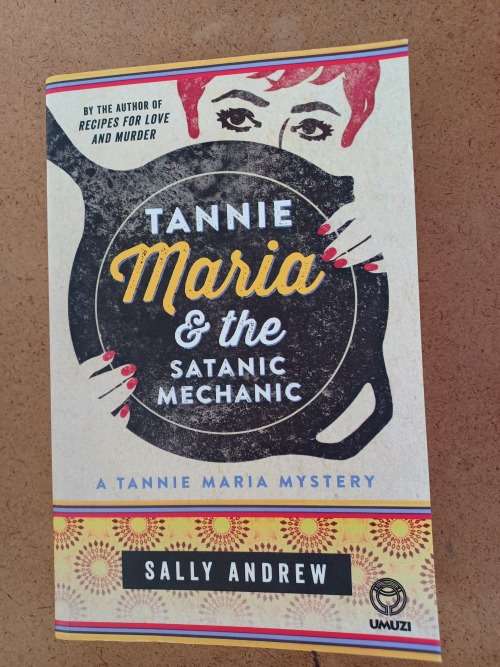 BY THE AUTHOR OF
RECIPES FOR LOVE
AND MURDER
TANNIE
Maria
& the
SATANIC
MECHANIC
A TANNIE MARIA MYSTERY
SALLY ANDREW
UMUZI